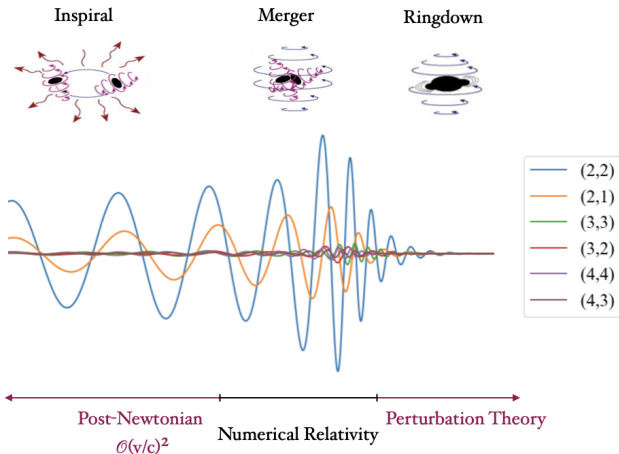 Inspiral
Merger
Ringdown
(2,2)
(2,1)
(3,3)
(3,2)
(4,4)
(4,3)
Post-Newtonian
𝒪(v/c)²
Numerical Relativity
Perturbation Theory